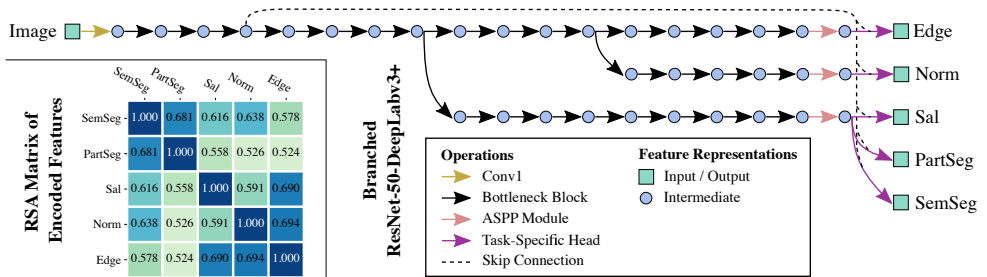 Image
Edge
Norm
Sal
PartSeg
SemSeg
RSA Matrix of
Encoded Features
SemSeg PartSeg Sal Norm Edge
SemSeg 1.000 0.681 0.616 0.638 0.578
PartSeg 0.681 1.000 0.558 0.526 0.524
Sal 0.616 0.558 1.000 0.591 0.690
Norm 0.638 0.526 0.591 1.000 0.694
Edge 0.578 0.524 0.690 0.694 1.000
Branched
ResNet-50-DeepLabv3+
Operations
Conv1
Bottleneck Block
ASPP Module
Task-Specific Head
Skip Connection
Feature Representations
Input / Output
Intermediate